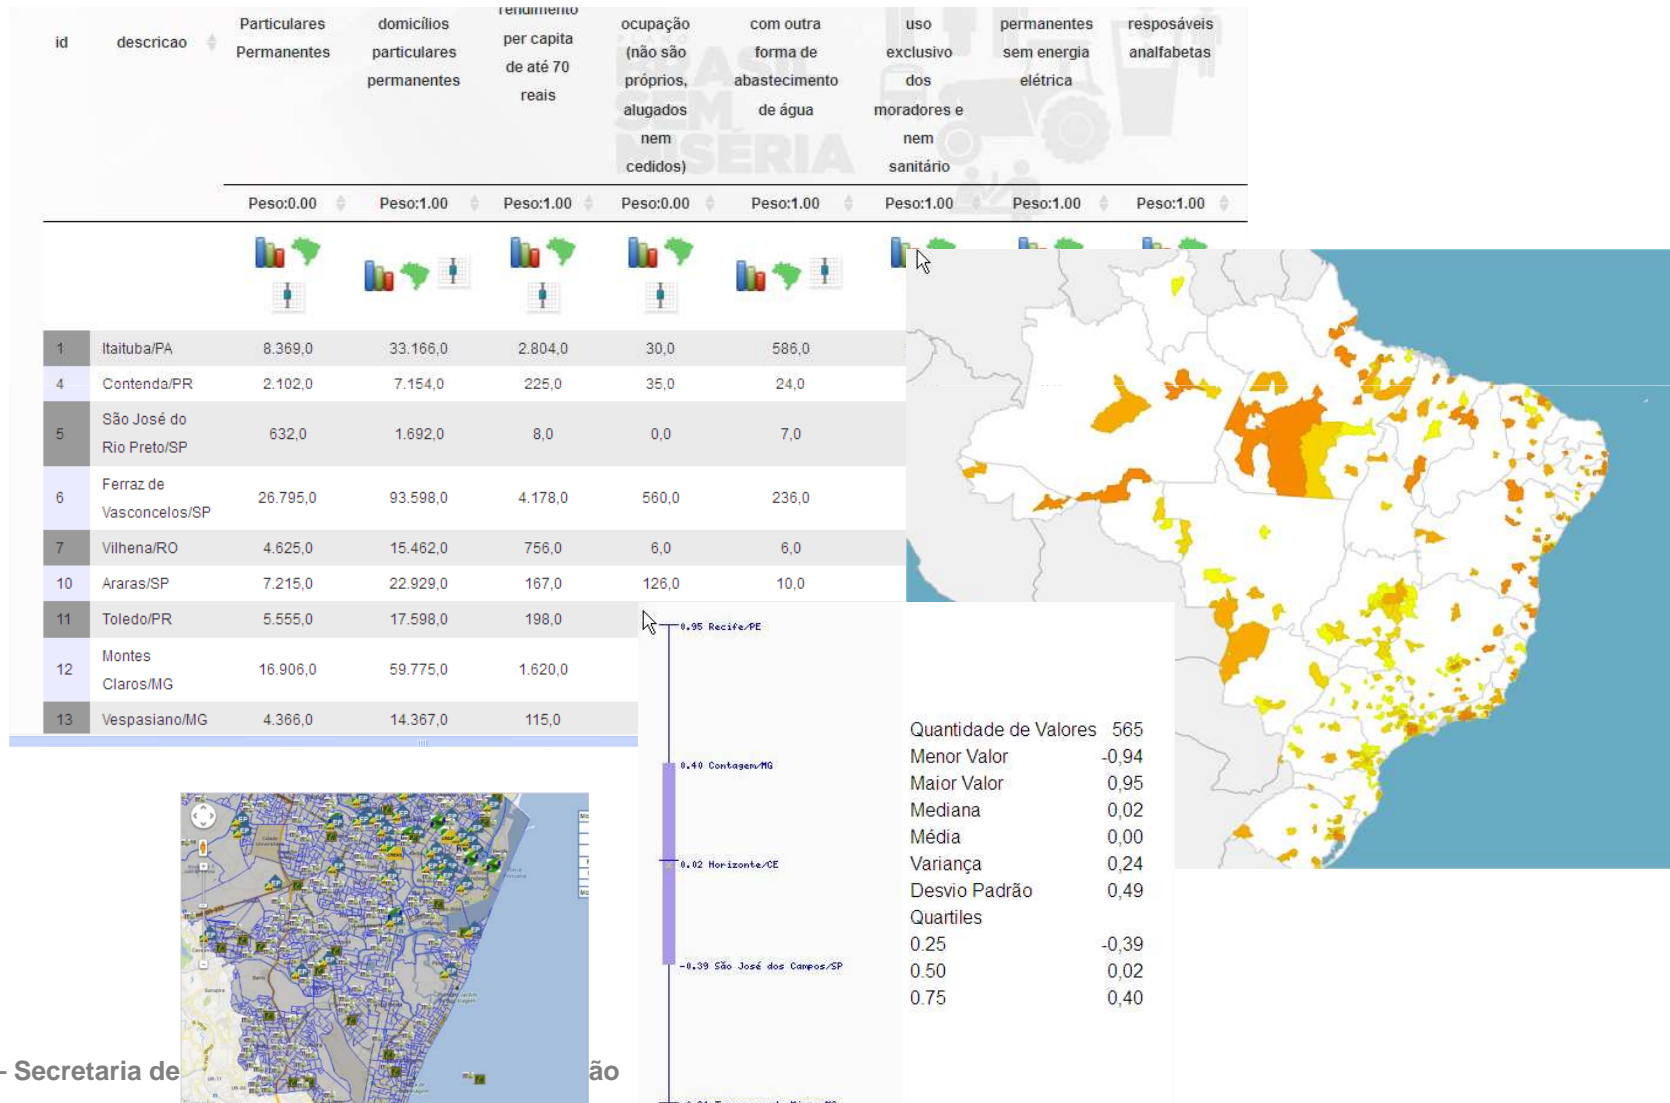 id
descricao
Particulares
Permanentes
domicílios
particulares
permanentes
rendimento
per capita
de até 70
reais
ocupação
(não são
próprios,
alugados
nem
cedidos)
com outra
forma de
abastecimento
de água
uso
exclusivo
dos
moradores e
nem
sanitário
permanentes
sem energia
elétrica
resposáveis
analfabetas
BRASIL
SEM
MISÉRIA
Peso:0.00 Peso:1.00 Peso:1.00 Peso:0.00 Peso:1.00 Peso:1.00 Peso:1.00 Peso:1.00
1 Itaituba/PA 8.369,0 33.166,0 2.804,0 30,0 586,0
4 Contenda/PR 2.102,0 7.154,0 225,0 35,0 24,0
5 São José do
Rio Preto/SP 632,0 1.692,0 8,0 0,0 7,0
6 Ferraz de
Vasconcelos/SP 26.795,0 93.598,0 4.178,0 560,0 236,0
7 Vilhena/RO 4.625,0 15.462,0 756,0 6,0 6,0
10 Araras/SP 7.215,0 22.929,0 167,0 126,0 10,0
11 Toledo/PR 5.555,0 17.598,0 198,0
12 Montes
Claros/MG 16.906,0 59.775,0 1.620,0
13 Vespasiano/MG 4.366,0 14.367,0 115,0
0.95 Recife/PE
0.40 Contagem/MG
0.02 Horizonte/CE
-0.39 São José dos Campos/SP
Quantidade de Valores 565
Menor Valor -0,94
Maior Valor 0,95
Mediana 0,02
Média 0,00
Variança 0,24
Desvio Padrão 0,49
Quartiles
0.25 -0,39
0.50 0,02
0.75 0,40
- Secretaria de
ão